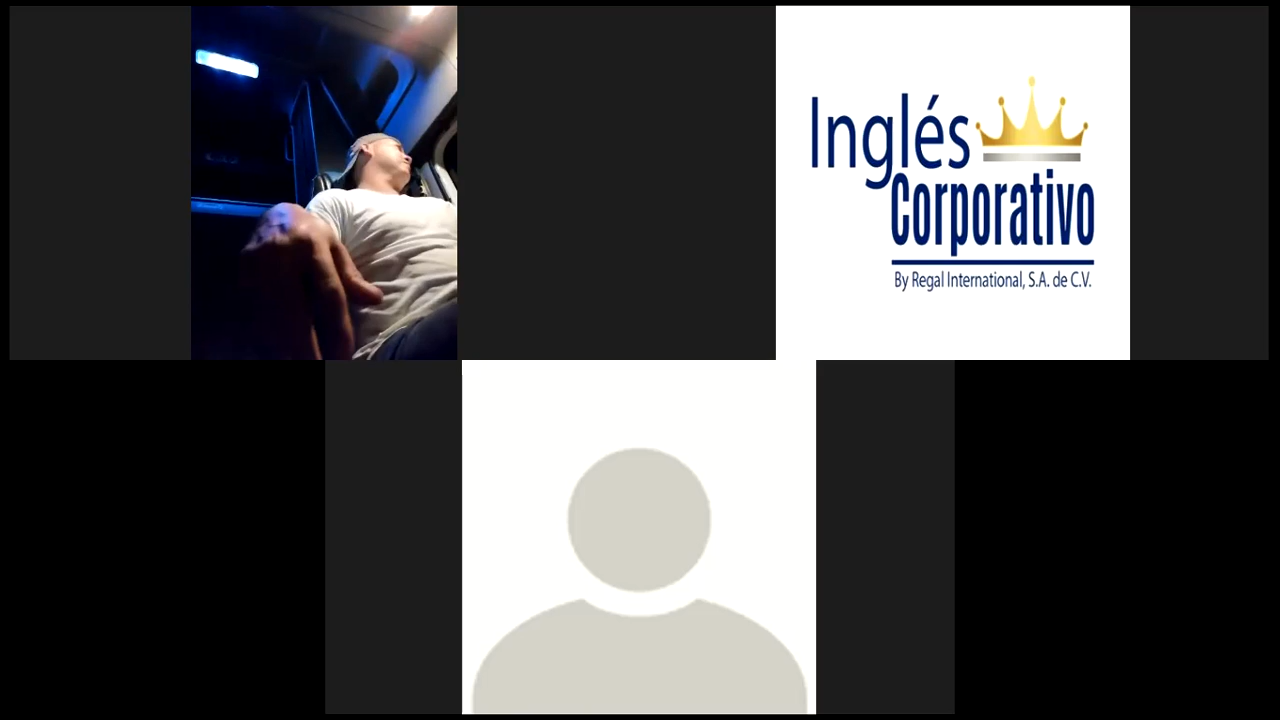 Inglés
Corporativo
By Regal International, S.A. de C.V.